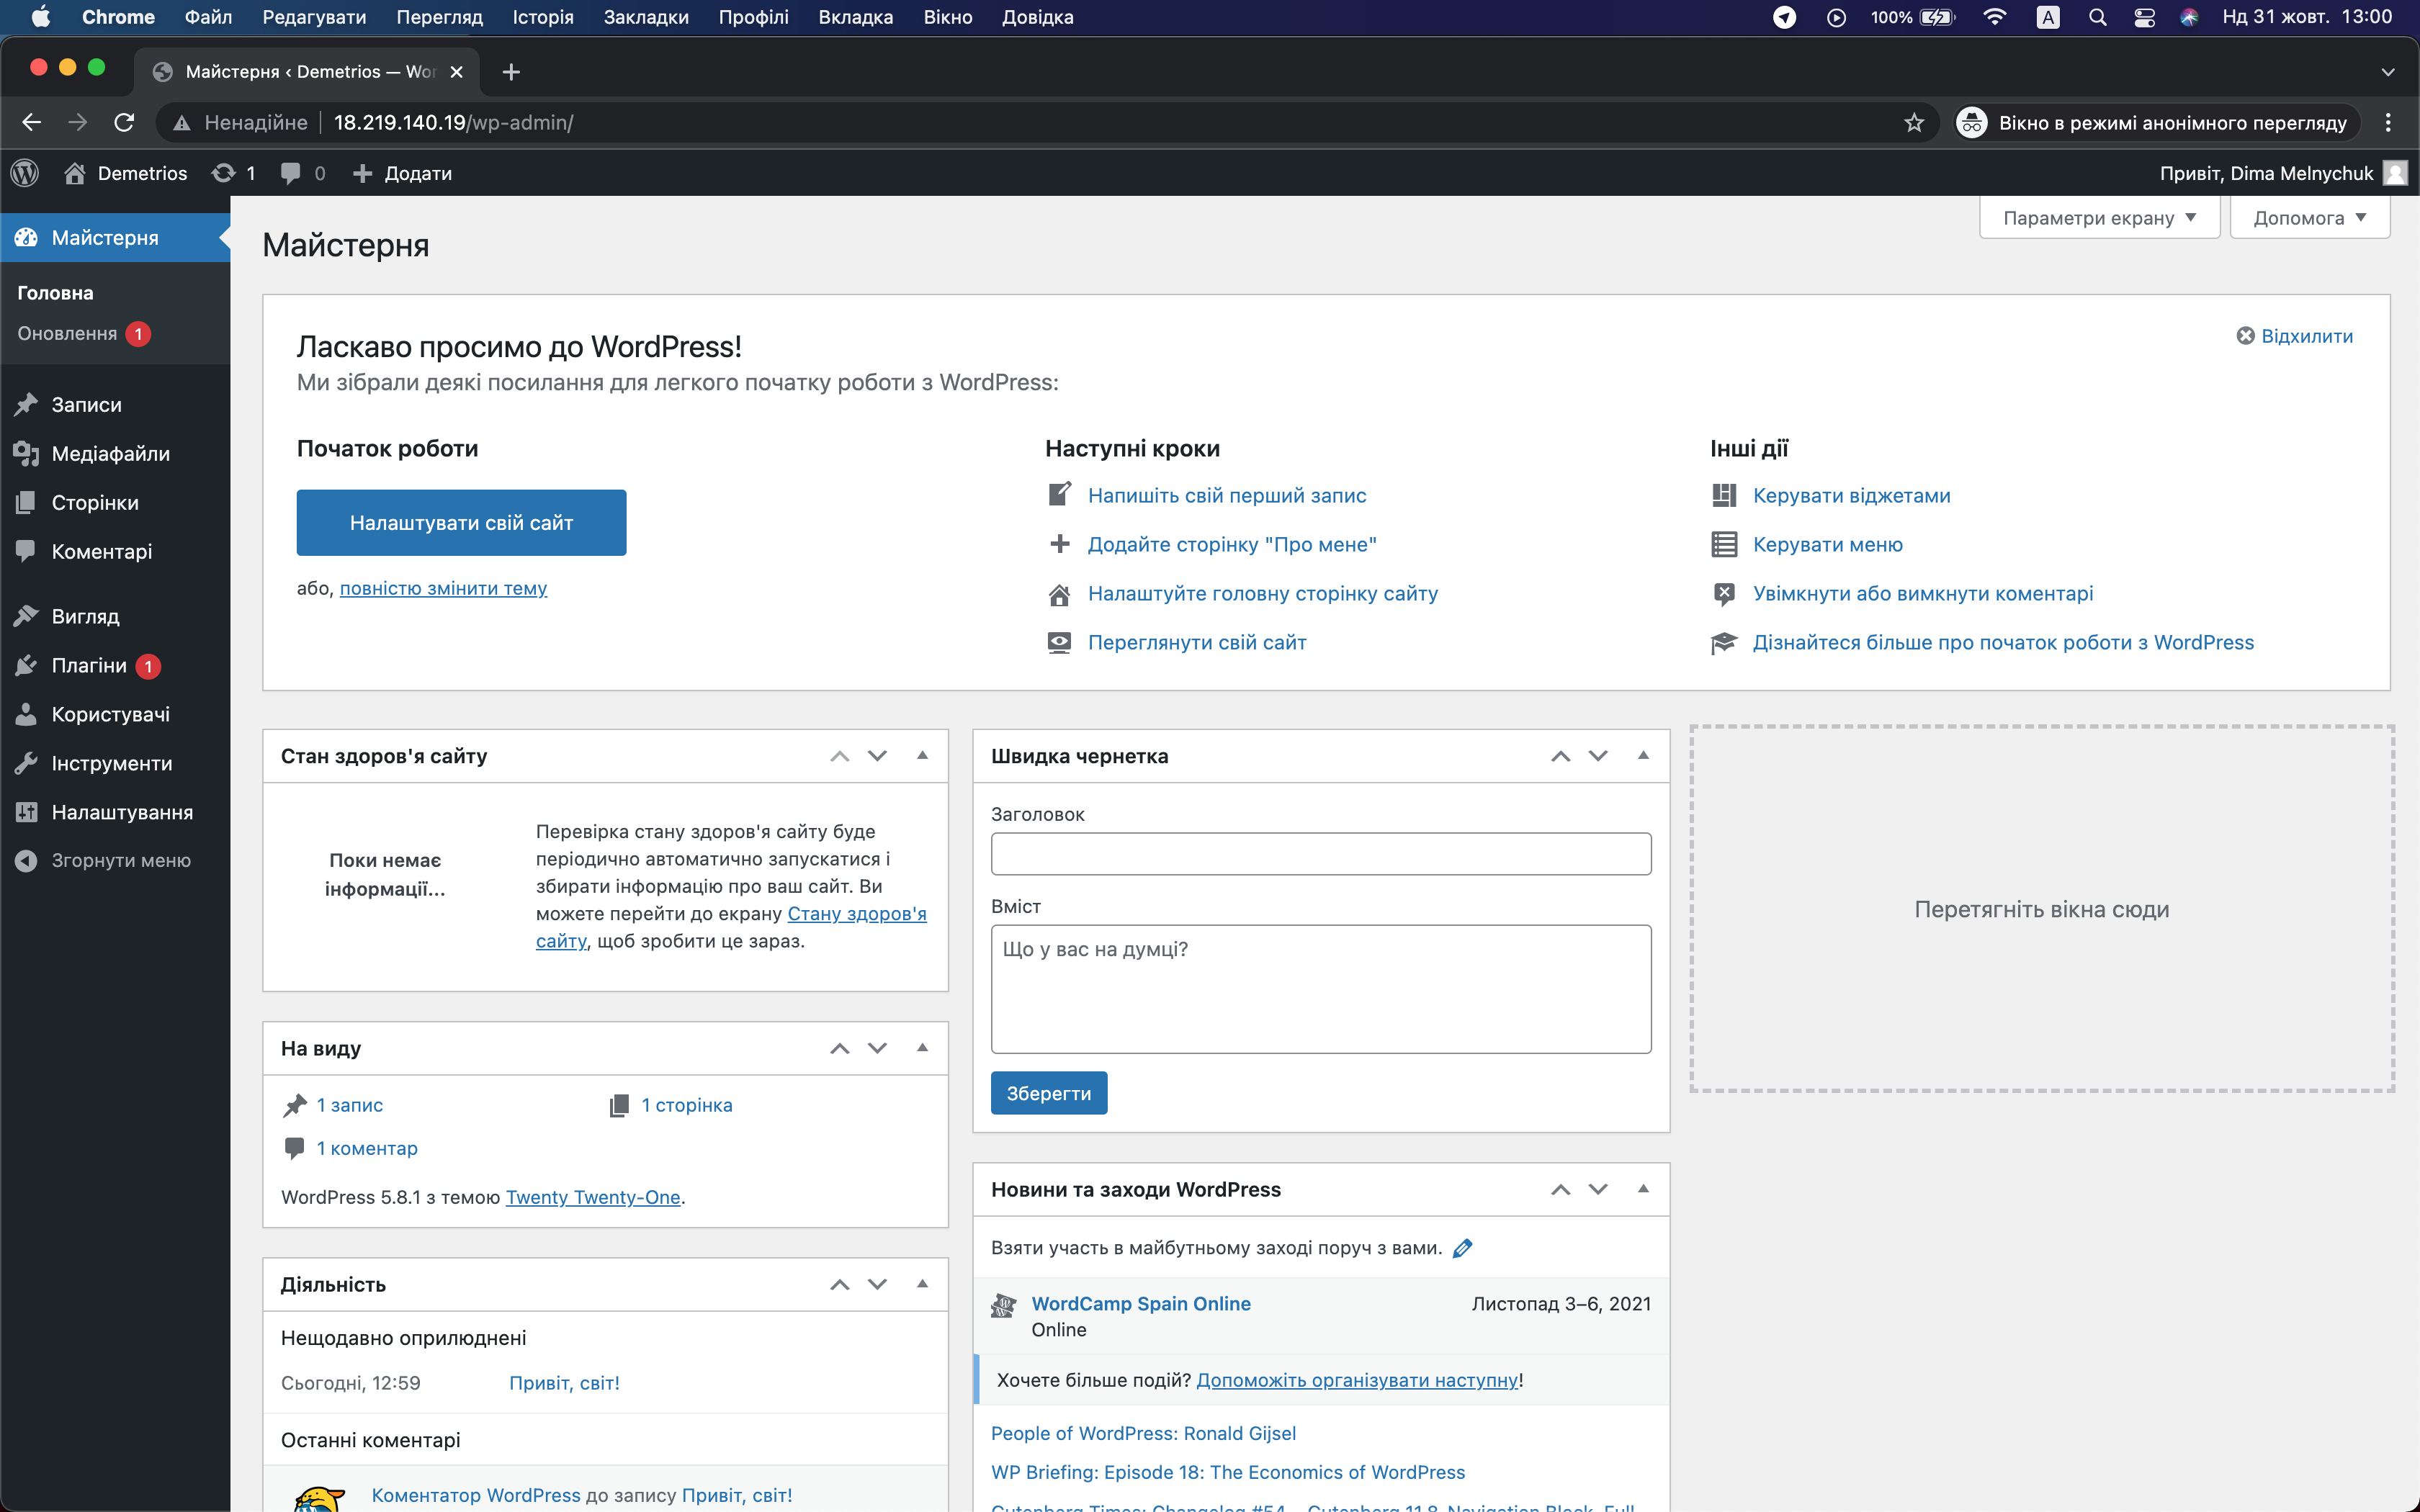 Chrome Файл Редагувати Перегляд Історія Закладки Профілі Вкладка Вікно Довідка 100% A Нд 31 жовт. 13:00
Майстерня ‹ Demetrios — Wor
Ненадійне 18.219.140.19/wp-admin/ Вікно в режимі анонімного перегляду
Demetrios 1 0 Додати Привіт, Dima Melnychuk
Параметри екрану Допомога
Майстерня
Головна
Оновлення 1
Записи
Медіафайли
Сторінки
Коментарі
Вигляд
Плагіни 1
Користувачі
Інструменти
Налаштування
Згорнути меню
Майстерня
Ласкаво просимо до WordPress!
Відхилити
Ми зібрали деякі посилання для легкого початку роботи з WordPress:
Початок роботи
Налаштувати свій сайт
або, повністю змінити тему
Наступні кроки
Напишіть свій перший запис
Додайте сторінку "Про мене"
Налаштуйте головну сторінку сайту
Переглянути свій сайт
Інші дії
Керувати віджетами
Керувати меню
Увімкнути або вимкнути коментарі
Дізнайтеся більше про початок роботи з WordPress
Стан здоров'я сайту
Поки немає
інформації...
Перевірка стану здоров'я сайту буде
періодично автоматично запускатися і
збирати інформацію про ваш сайт. Ви
можете перейти до екрану Стану здоров'я
сайту, щоб зробити це зараз.
На виду
1 запис 1 сторінка
1 коментар
WordPress 5.8.1 з темою Twenty Twenty-One.
Діяльність
Нещодавно оприлюднені
Сьогодні, 12:59 Привіт, світ!
Останні коментарі
Коментатор WordPress до запису Привіт, світ!
Швидка чернетка
Заголовок
Вміст
Що у вас на думці?
Зберегти
Новини та заходи WordPress
Взяти участь в майбутньому заході поруч з вами.
WordCamp Spain Online Листопад 3–6, 2021
Online
Хочете більше подій? Допоможіть організувати наступну!
People of WordPress: Ronald Gijsel
WP Briefing: Episode 18: The Economics of WordPress
Gutenberg Times: Changelog #54 – Gutenberg 11.8, Navigation Block, Full
Перетягніть вікна сюди